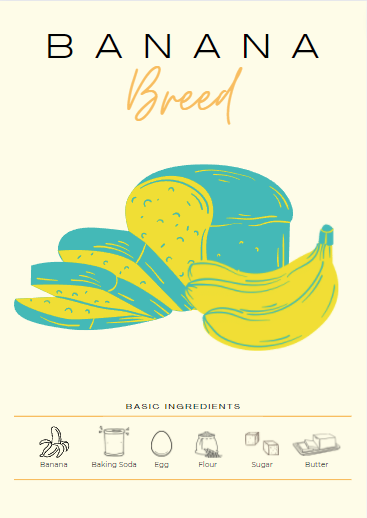 BANANA
Breed
BASIC INGREDIENTS
Banana Baking Soda Egg Flour Sugar Butter